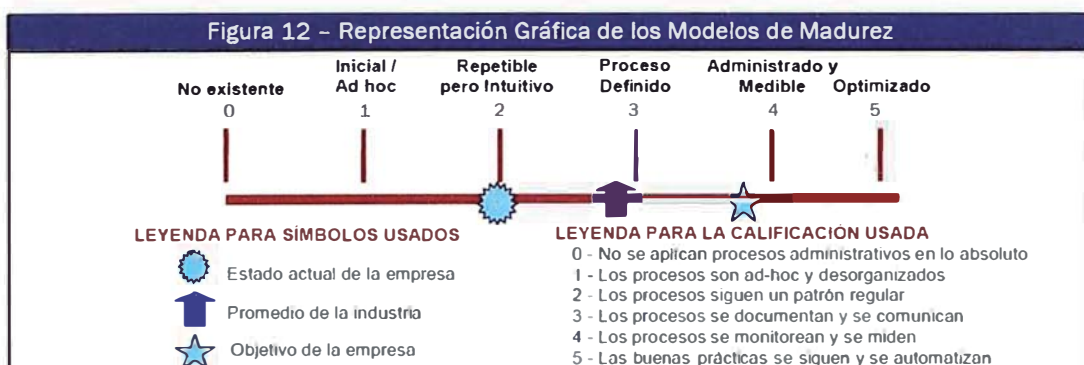 Figura 12 – Representación Gráfica de los Modelos de Madurez
No existente
0
Inicial /
Ad hoc
1
Repetible
pero Intuitivo
2
Proceso
Definido
3
Administrado y
Medible
4
Optimizado
5
LEYENDA PARA SÍMBOLOS USADOS
Estado actual de la empresa
Promedio de la industria
Objetivo de la empresa
LEYENDA PARA LA CALIFICACIÓN USADA
0 - No se aplican procesos administrativos en lo absoluto
1 - Los procesos son ad-hoc y desorganizados
2 - Los procesos siguen un patrón regular
3 - Los procesos se documentan y se comunican
4 - Los procesos se monitorean y se miden
5 - Las buenas prácticas se siguen y se automatizan